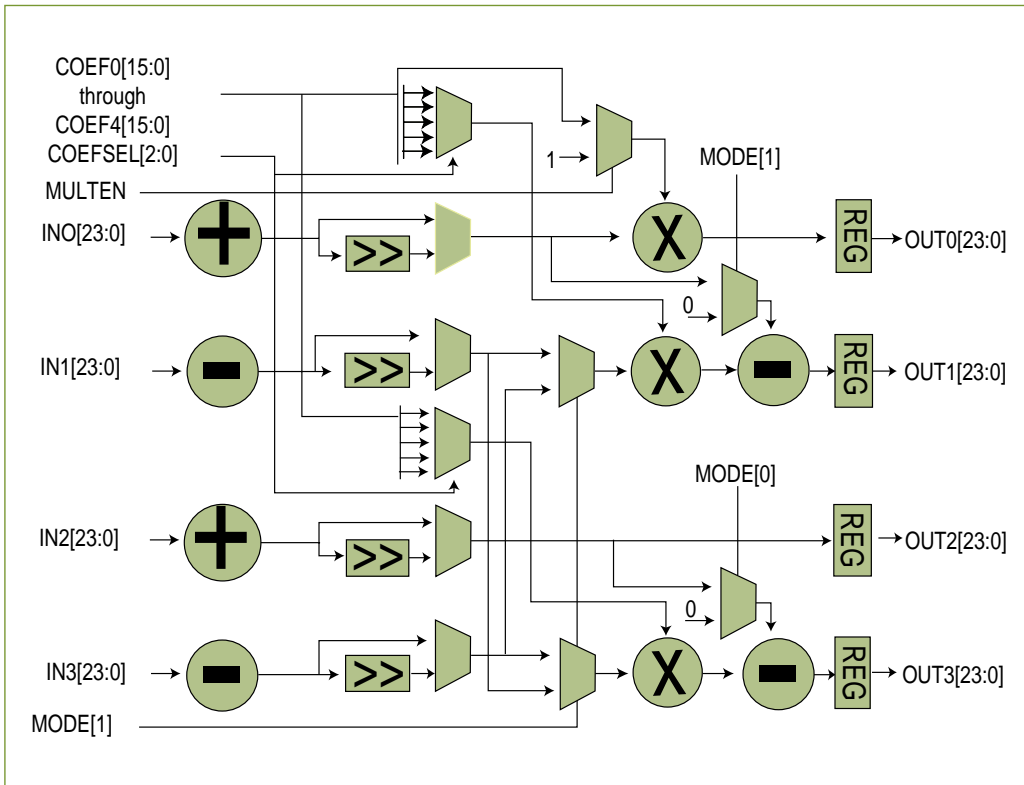 COEF0[15:0]
through
COEF4[15:0]
COEFSEL[2:0]
MULTEN
1
MODE[1]
INO[23:0]
+
>>
X
REG
OUT0[23:0]
0
IN1[23:0]
-
>>
X
-
REG
OUT1[23:0]
MODE[0]
IN2[23:0]
+
>>
REG
OUT2[23:0]
0
IN3[23:0]
-
>>
X
-
REG
OUT3[23:0]
MODE[1]